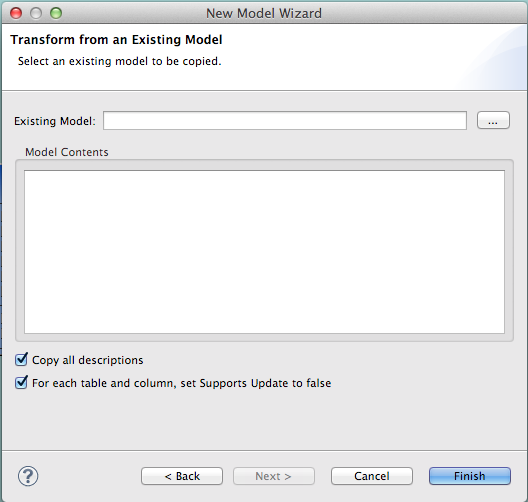 New Model Wizard
Transform from an Existing Model
Select an existing model to be copied.
Existing Model:
...
Model Contents
Copy all descriptions
For each table and column, set Supports Update to false
?
< Back
Next >
Cancel
Finish